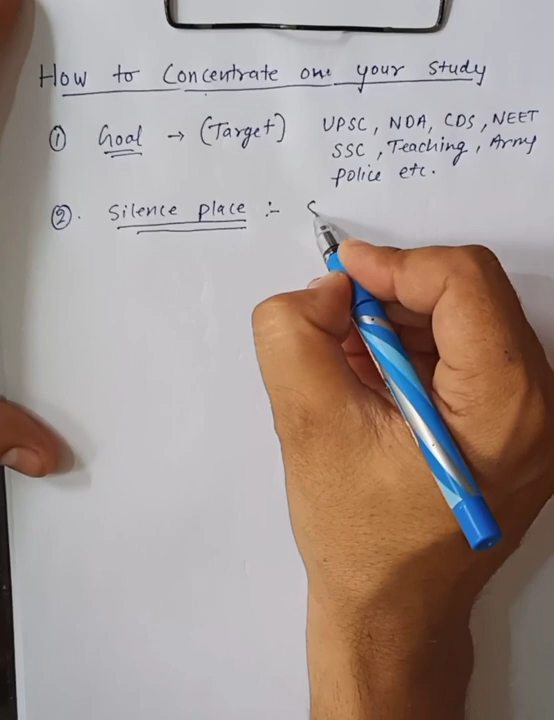 How to Concentrate on your Study
① Goal → (Target) UPSC, NDA, CDS, NEET
SSC, Teaching, Army
police etc.
②. Silence place :- S